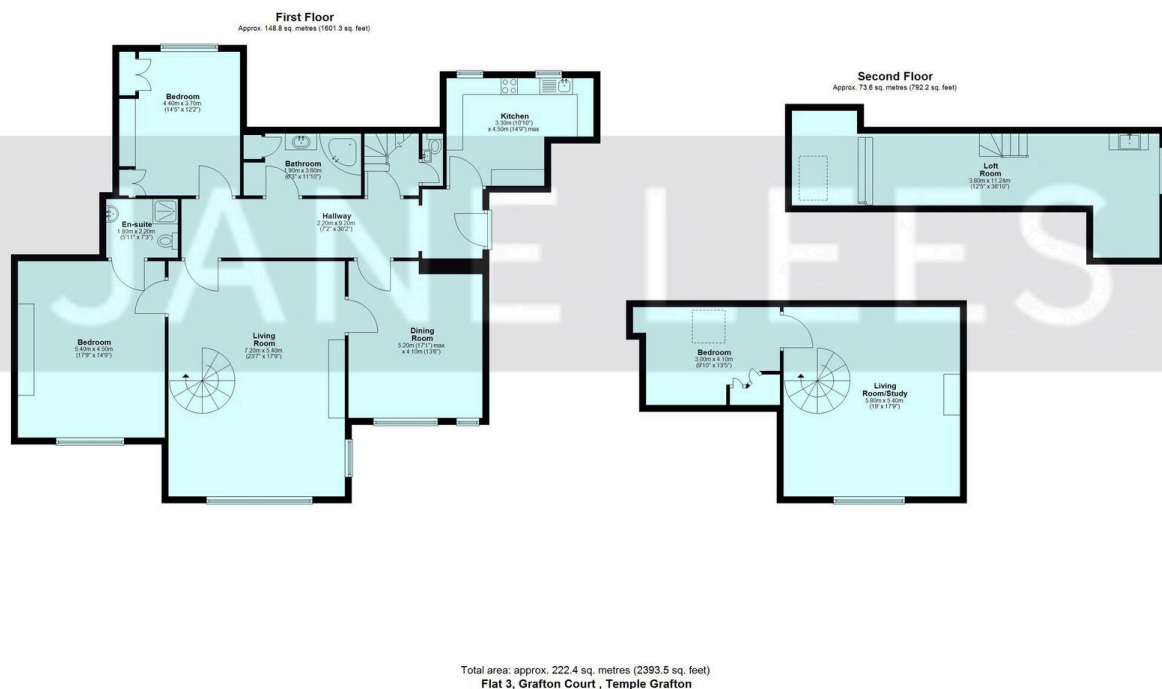 First Floor
Approx. 148.8 sq. metres (1601.3 sq. feet)
Bedroom
4.40m x 3.70m
(14'5" x 12'2")
Kitchen
3.30m (10'10")
x 4.50m (14'9") max
Bathroom
1.90m x 3.60m
(6'3" x 11'10")
Hallway
2.20m x 9.20m
(7'2" x 30'2")
En-suite
1.80m x 2.20m
(5'11" x 7'3")
Bedroom
5.40m x 4.50m
(17'9" x 14'9")
Living
Room
7.20m x 5.40m
(23'7" x 17'9")
Dining
Room
5.20m (17'1") max
x 4.10m (13'6")
Second Floor
Approx. 73.6 sq. metres (792.2 sq. feet)
Loft
Room
3.80m x 11.24m
(12'5" x 36'10")
Bedroom
3.00m x 4.10m
(9'10" x 13'5")
Living
Room/Study
5.80m x 5.40m
(19' x 17'9")
JANE LEES
Total area: approx. 222.4 sq. metres (2393.5 sq. feet)
Flat 3, Grafton Court , Temple Grafton